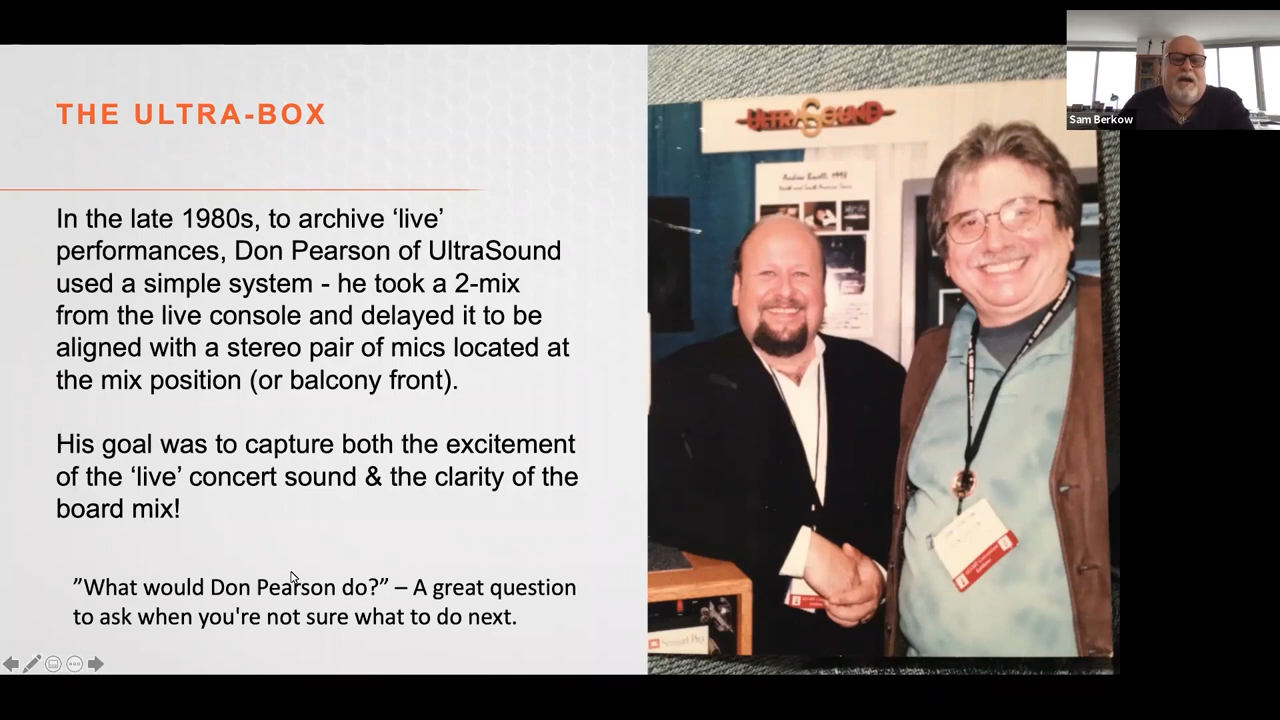 THE ULTRA-BOX
In the late 1980s, to archive ‘live’
performances, Don Pearson of UltraSound
used a simple system - he took a 2-mix
from the live console and delayed it to be
aligned with a stereo pair of mics located at
the mix position (or balcony front).
His goal was to capture both the excitement
of the ‘live’ concert sound & the clarity of the
board mix!
”What would Don Pearson do?” – A great question
to ask when you're not sure what to do next.
ULTRASOUND
Sam Berkow